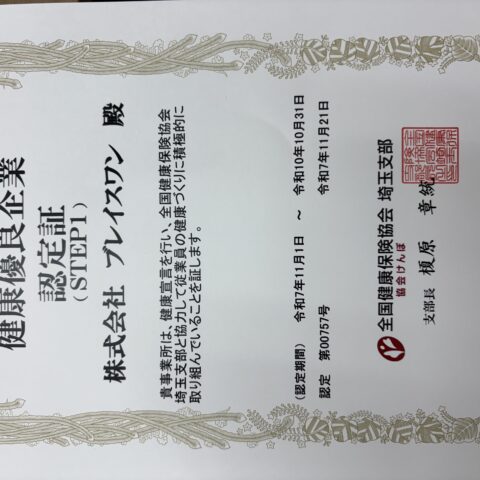 健康優良企業
認定証
(STEP1)
株式会社 プレイスワン 殿
貴事業所は、健康宣言を行い、全国健康保険協会
埼玉支部と協力して従業員の健康づくりに積極的に
取り組んでいることを証します。
(認定期間) 令和7年11月1日 ～ 令和10年10月31日
認定 第00757号 令和7年11月21日
全国健康保険協会 埼玉支部
協会けんぽ
支部長 榎原 章統